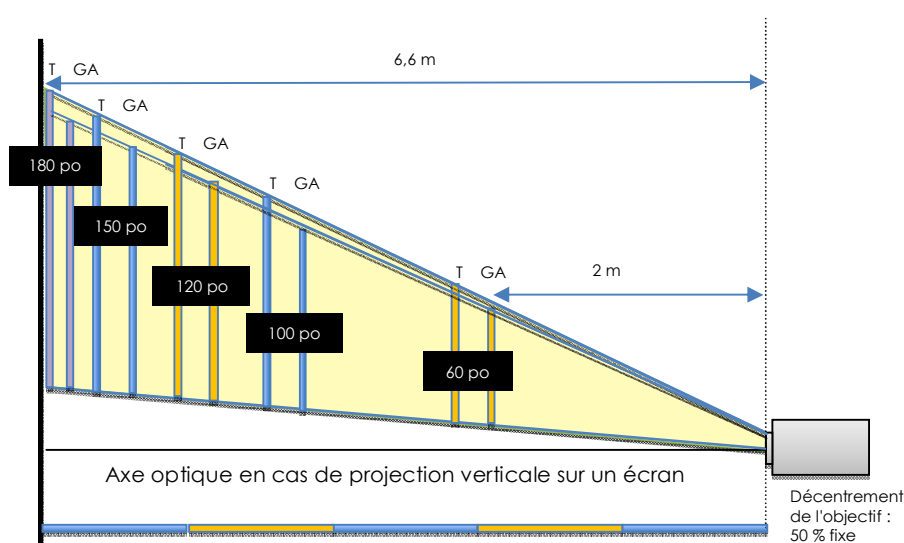 6,6 m
T GA
T GA
T GA
T GA
T GA
2 m
180 po
150 po
120 po
100 po
60 po
Axe optique en cas de projection verticale sur un écran
Décentrement
de l'objectif :
50 % fixe